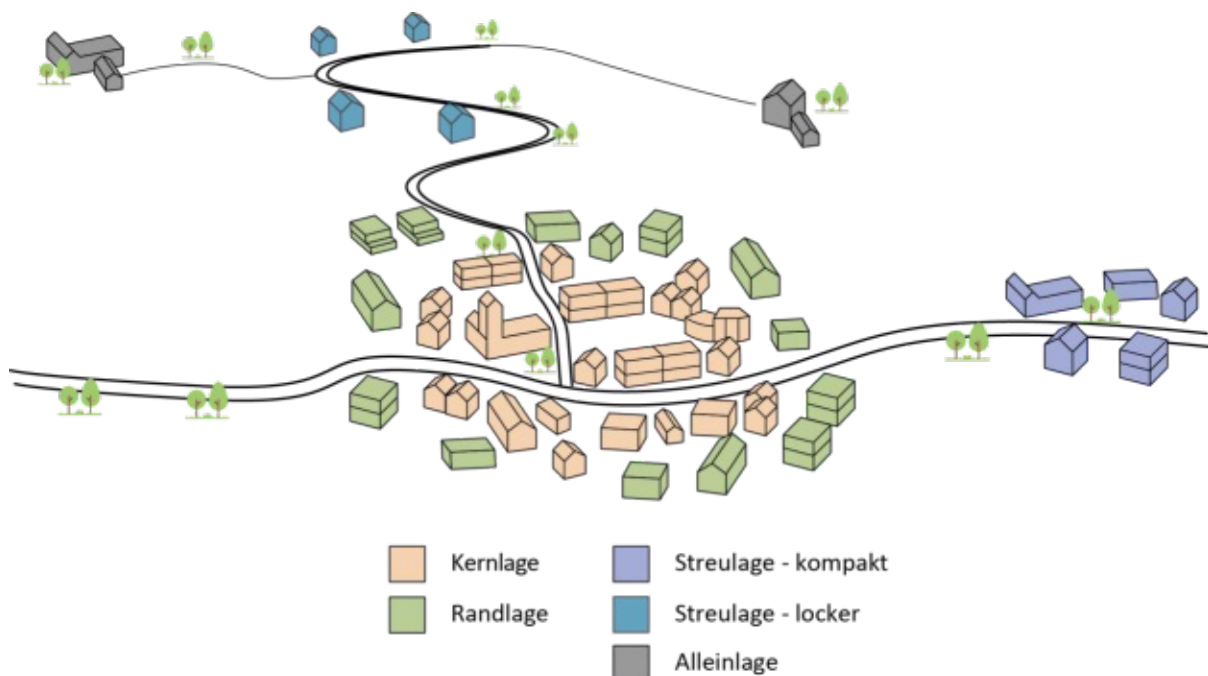 Kernlage
Randlage
Streulage - kompakt
Streulage - locker
Alleinlage